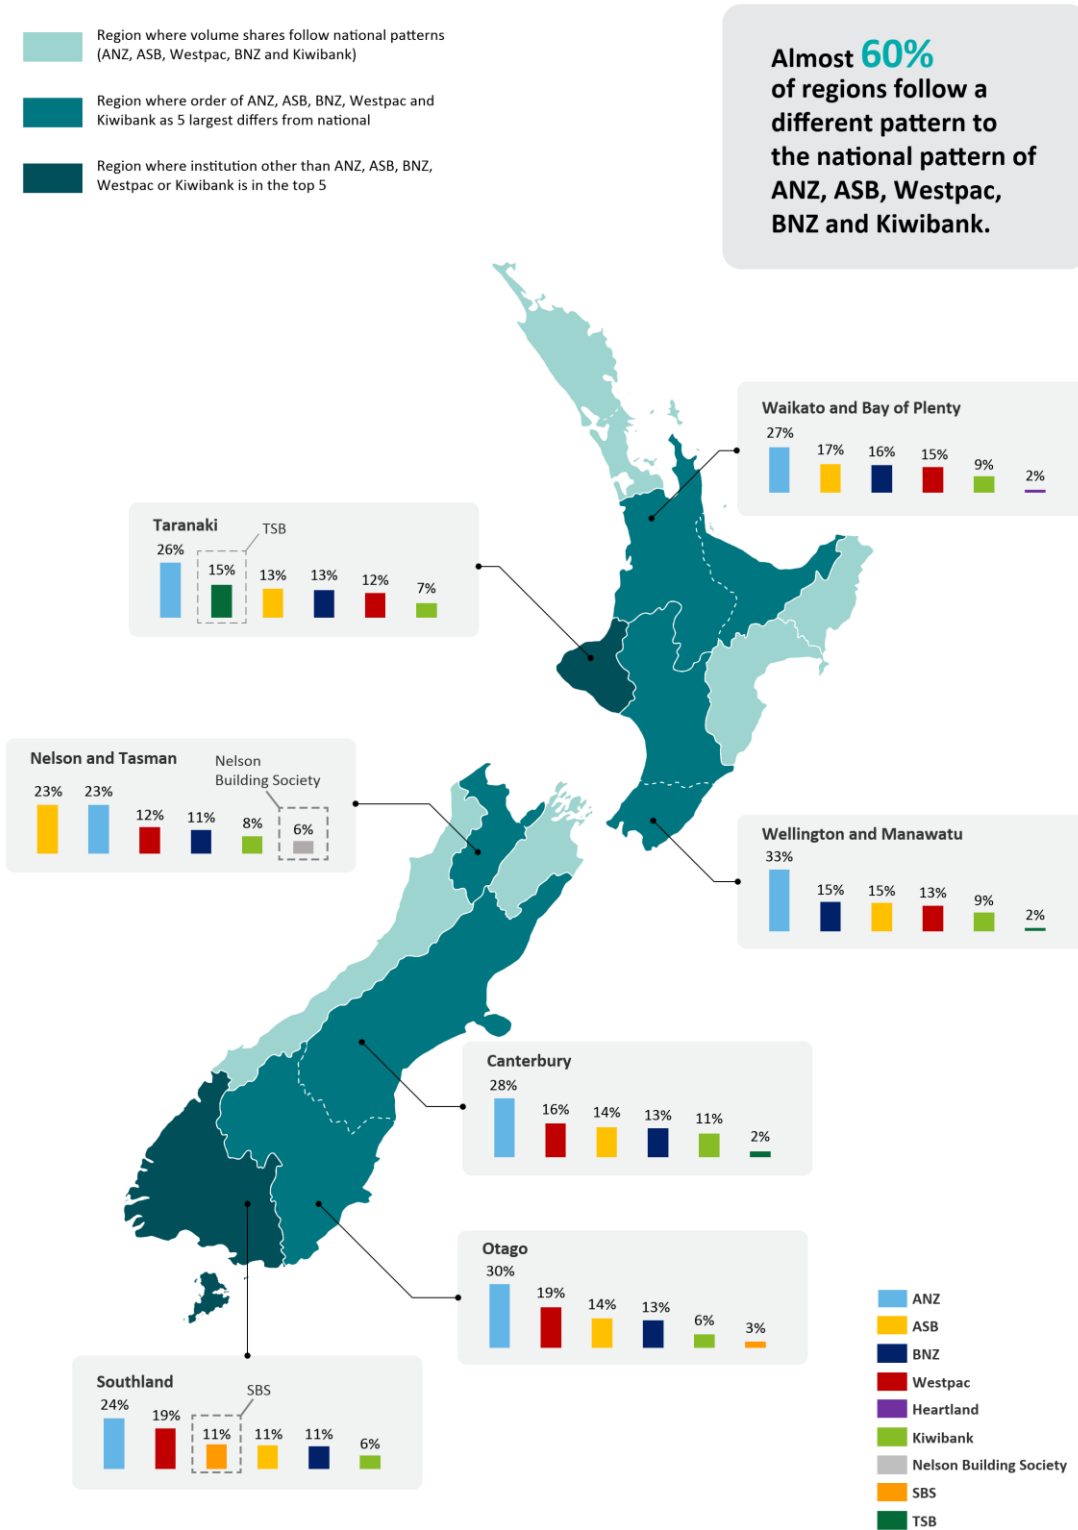 Region where volume shares follow national patterns
(ANZ, ASB, Westpac, BNZ and Kiwibank)
Region where order of ANZ, ASB, BNZ, Westpac and
Kiwibank as 5 largest differs from national
Region where institution other than ANZ, ASB, BNZ,
Westpac or Kiwibank is in the top 5
Almost 60%
of regions follow a
different pattern to
the national pattern of
ANZ, ASB, Westpac,
BNZ and Kiwibank.
Waikato and Bay of Plenty
27% 17% 16% 15% 9% 2%
Taranaki
TSB
26% 15% 13% 13% 12% 7%
Nelson and Tasman
Nelson
Building Society
23% 23% 12% 11% 8% 6%
Wellington and Manawatu
33% 15% 15% 13% 9% 2%
Canterbury
28% 16% 14% 13% 11% 2%
Otago
30% 19% 14% 13% 6% 3%
Southland
SBS
24% 19% 11% 11% 11% 6%
ANZ
ASB
BNZ
Westpac
Heartland
Kiwibank
Nelson Building Society
SBS
TSB